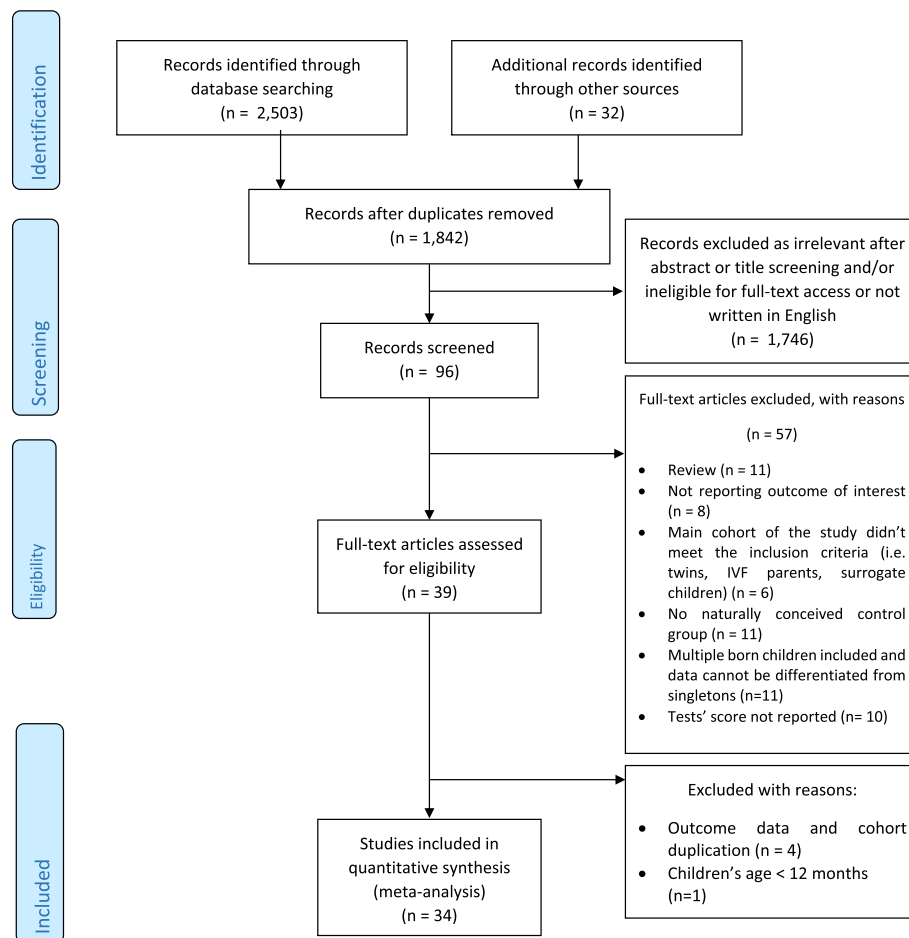 Identification
Records identified through
database searching
(n = 2,503)
Additional records identified
through other sources
(n = 32)
Records after duplicates removed
(n = 1,842)
Screening
Records excluded as irrelevant after
abstract or title screening and/or
ineligible for full-text access or not
written in English
(n = 1,746)
Records screened
(n = 96)
Full-text articles excluded, with reasons
(n = 57)
• Review (n = 11)
• Not reporting outcome of interest
(n = 8)
• Main cohort of the study didn't
meet the inclusion criteria (i.e.
twins, IVF parents, surrogate
children) (n = 6)
• No naturally conceived control
group (n = 11)
• Multiple born children included and
data cannot be differentiated from
singletons (n=11)
• Tests' score not reported (n= 10)
Eligibility
Full-text articles assessed
for eligibility
(n = 39)
Excluded with reasons:
• Outcome data and cohort
duplication (n = 4)
• Children's age < 12 months
(n=1)
Included
Studies included in
quantitative synthesis
(meta-analysis)
(n = 34)